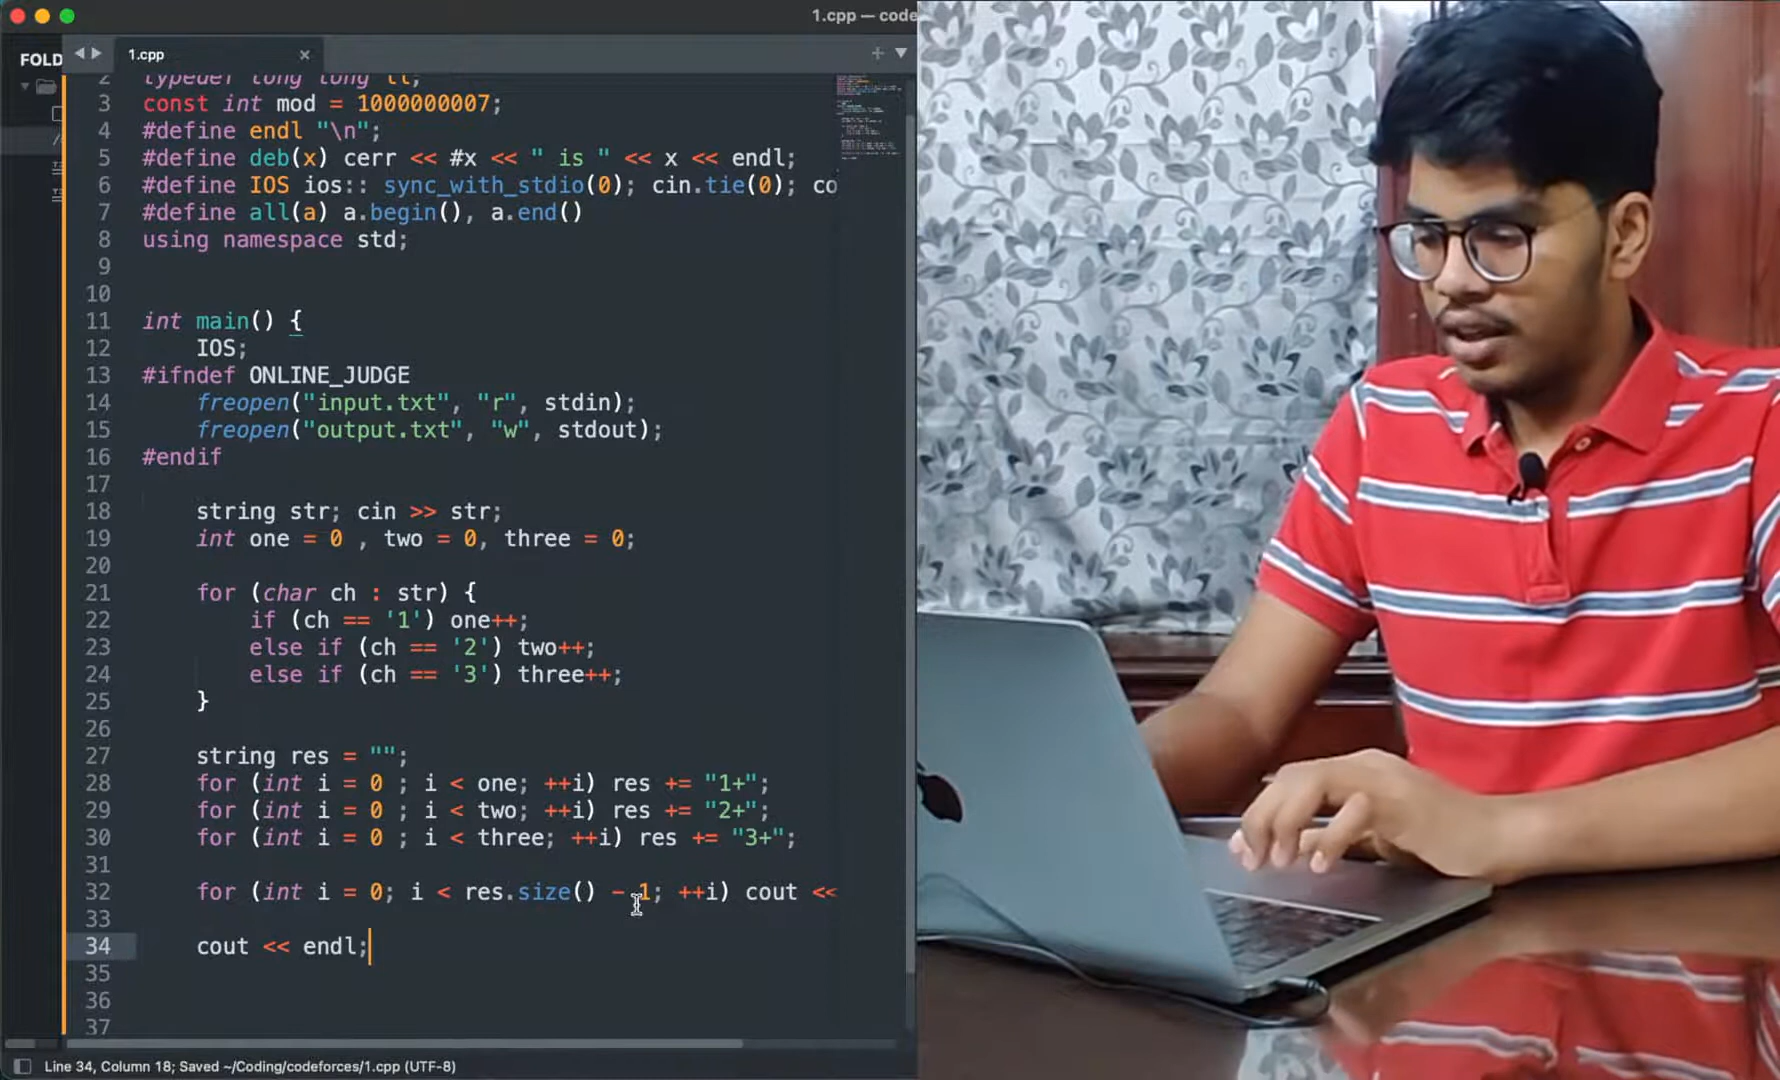 1.cpp — code
FOLD
1.cpp
2 typedef long long ll;
3 const int mod = 1000000007;
4 #define endl "\n";
5 #define deb(x) cerr << #x << " is " << x << endl;
6 #define IOS ios:: sync_with_stdio(0); cin.tie(0); co
7 #define all(a) a.begin(), a.end()
8 using namespace std;
9
10
11 int main() {
12 IOS;
13 #ifndef ONLINE_JUDGE
14 freopen("input.txt", "r", stdin);
15 freopen("output.txt", "w", stdout);
16 #endif
17
18 string str; cin >> str;
19 int one = 0 , two = 0, three = 0;
20
21 for (char ch : str) {
22 if (ch == '1') one++;
23 else if (ch == '2') two++;
24 else if (ch == '3') three++;
25 }
26
27 string res = "";
28 for (int i = 0 ; i < one; ++i) res += "1+";
29 for (int i = 0 ; i < two; ++i) res += "2+";
30 for (int i = 0 ; i < three; ++i) res += "3+";
31
32 for (int i = 0; i < res.size() - 1; ++i) cout <<
33
34 cout << endl;
35
36
37
Line 34, Column 18; Saved ~/Coding/codeforces/1.cpp (UTF-8)